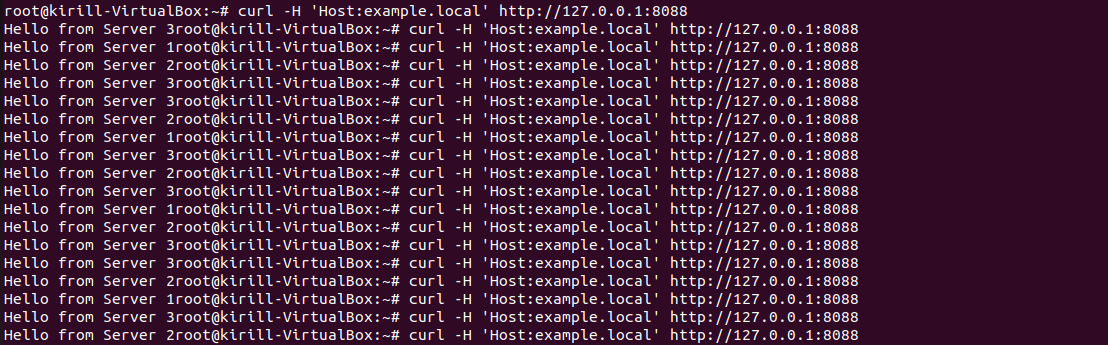 root@kirill-VirtualBox:~# curl -H 'Host:example.local' http://127.0.0.1:8088
Hello from Server 3root@kirill-VirtualBox:~# curl -H 'Host:example.local' http://127.0.0.1:8088
Hello from Server 1root@kirill-VirtualBox:~# curl -H 'Host:example.local' http://127.0.0.1:8088
Hello from Server 2root@kirill-VirtualBox:~# curl -H 'Host:example.local' http://127.0.0.1:8088
Hello from Server 3root@kirill-VirtualBox:~# curl -H 'Host:example.local' http://127.0.0.1:8088
Hello from Server 3root@kirill-VirtualBox:~# curl -H 'Host:example.local' http://127.0.0.1:8088
Hello from Server 2root@kirill-VirtualBox:~# curl -H 'Host:example.local' http://127.0.0.1:8088
Hello from Server 1root@kirill-VirtualBox:~# curl -H 'Host:example.local' http://127.0.0.1:8088
Hello from Server 3root@kirill-VirtualBox:~# curl -H 'Host:example.local' http://127.0.0.1:8088
Hello from Server 2root@kirill-VirtualBox:~# curl -H 'Host:example.local' http://127.0.0.1:8088
Hello from Server 3root@kirill-VirtualBox:~# curl -H 'Host:example.local' http://127.0.0.1:8088
Hello from Server 1root@kirill-VirtualBox:~# curl -H 'Host:example.local' http://127.0.0.1:8088
Hello from Server 2root@kirill-VirtualBox:~# curl -H 'Host:example.local' http://127.0.0.1:8088
Hello from Server 3root@kirill-VirtualBox:~# curl -H 'Host:example.local' http://127.0.0.1:8088
Hello from Server 3root@kirill-VirtualBox:~# curl -H 'Host:example.local' http://127.0.0.1:8088
Hello from Server 2root@kirill-VirtualBox:~# curl -H 'Host:example.local' http://127.0.0.1:8088
Hello from Server 1root@kirill-VirtualBox:~# curl -H 'Host:example.local' http://127.0.0.1:8088
Hello from Server 3root@kirill-VirtualBox:~# curl -H 'Host:example.local' http://127.0.0.1:8088
Hello from Server 2root@kirill-VirtualBox:~# curl -H 'Host:example.local' http://127.0.0.1:8088